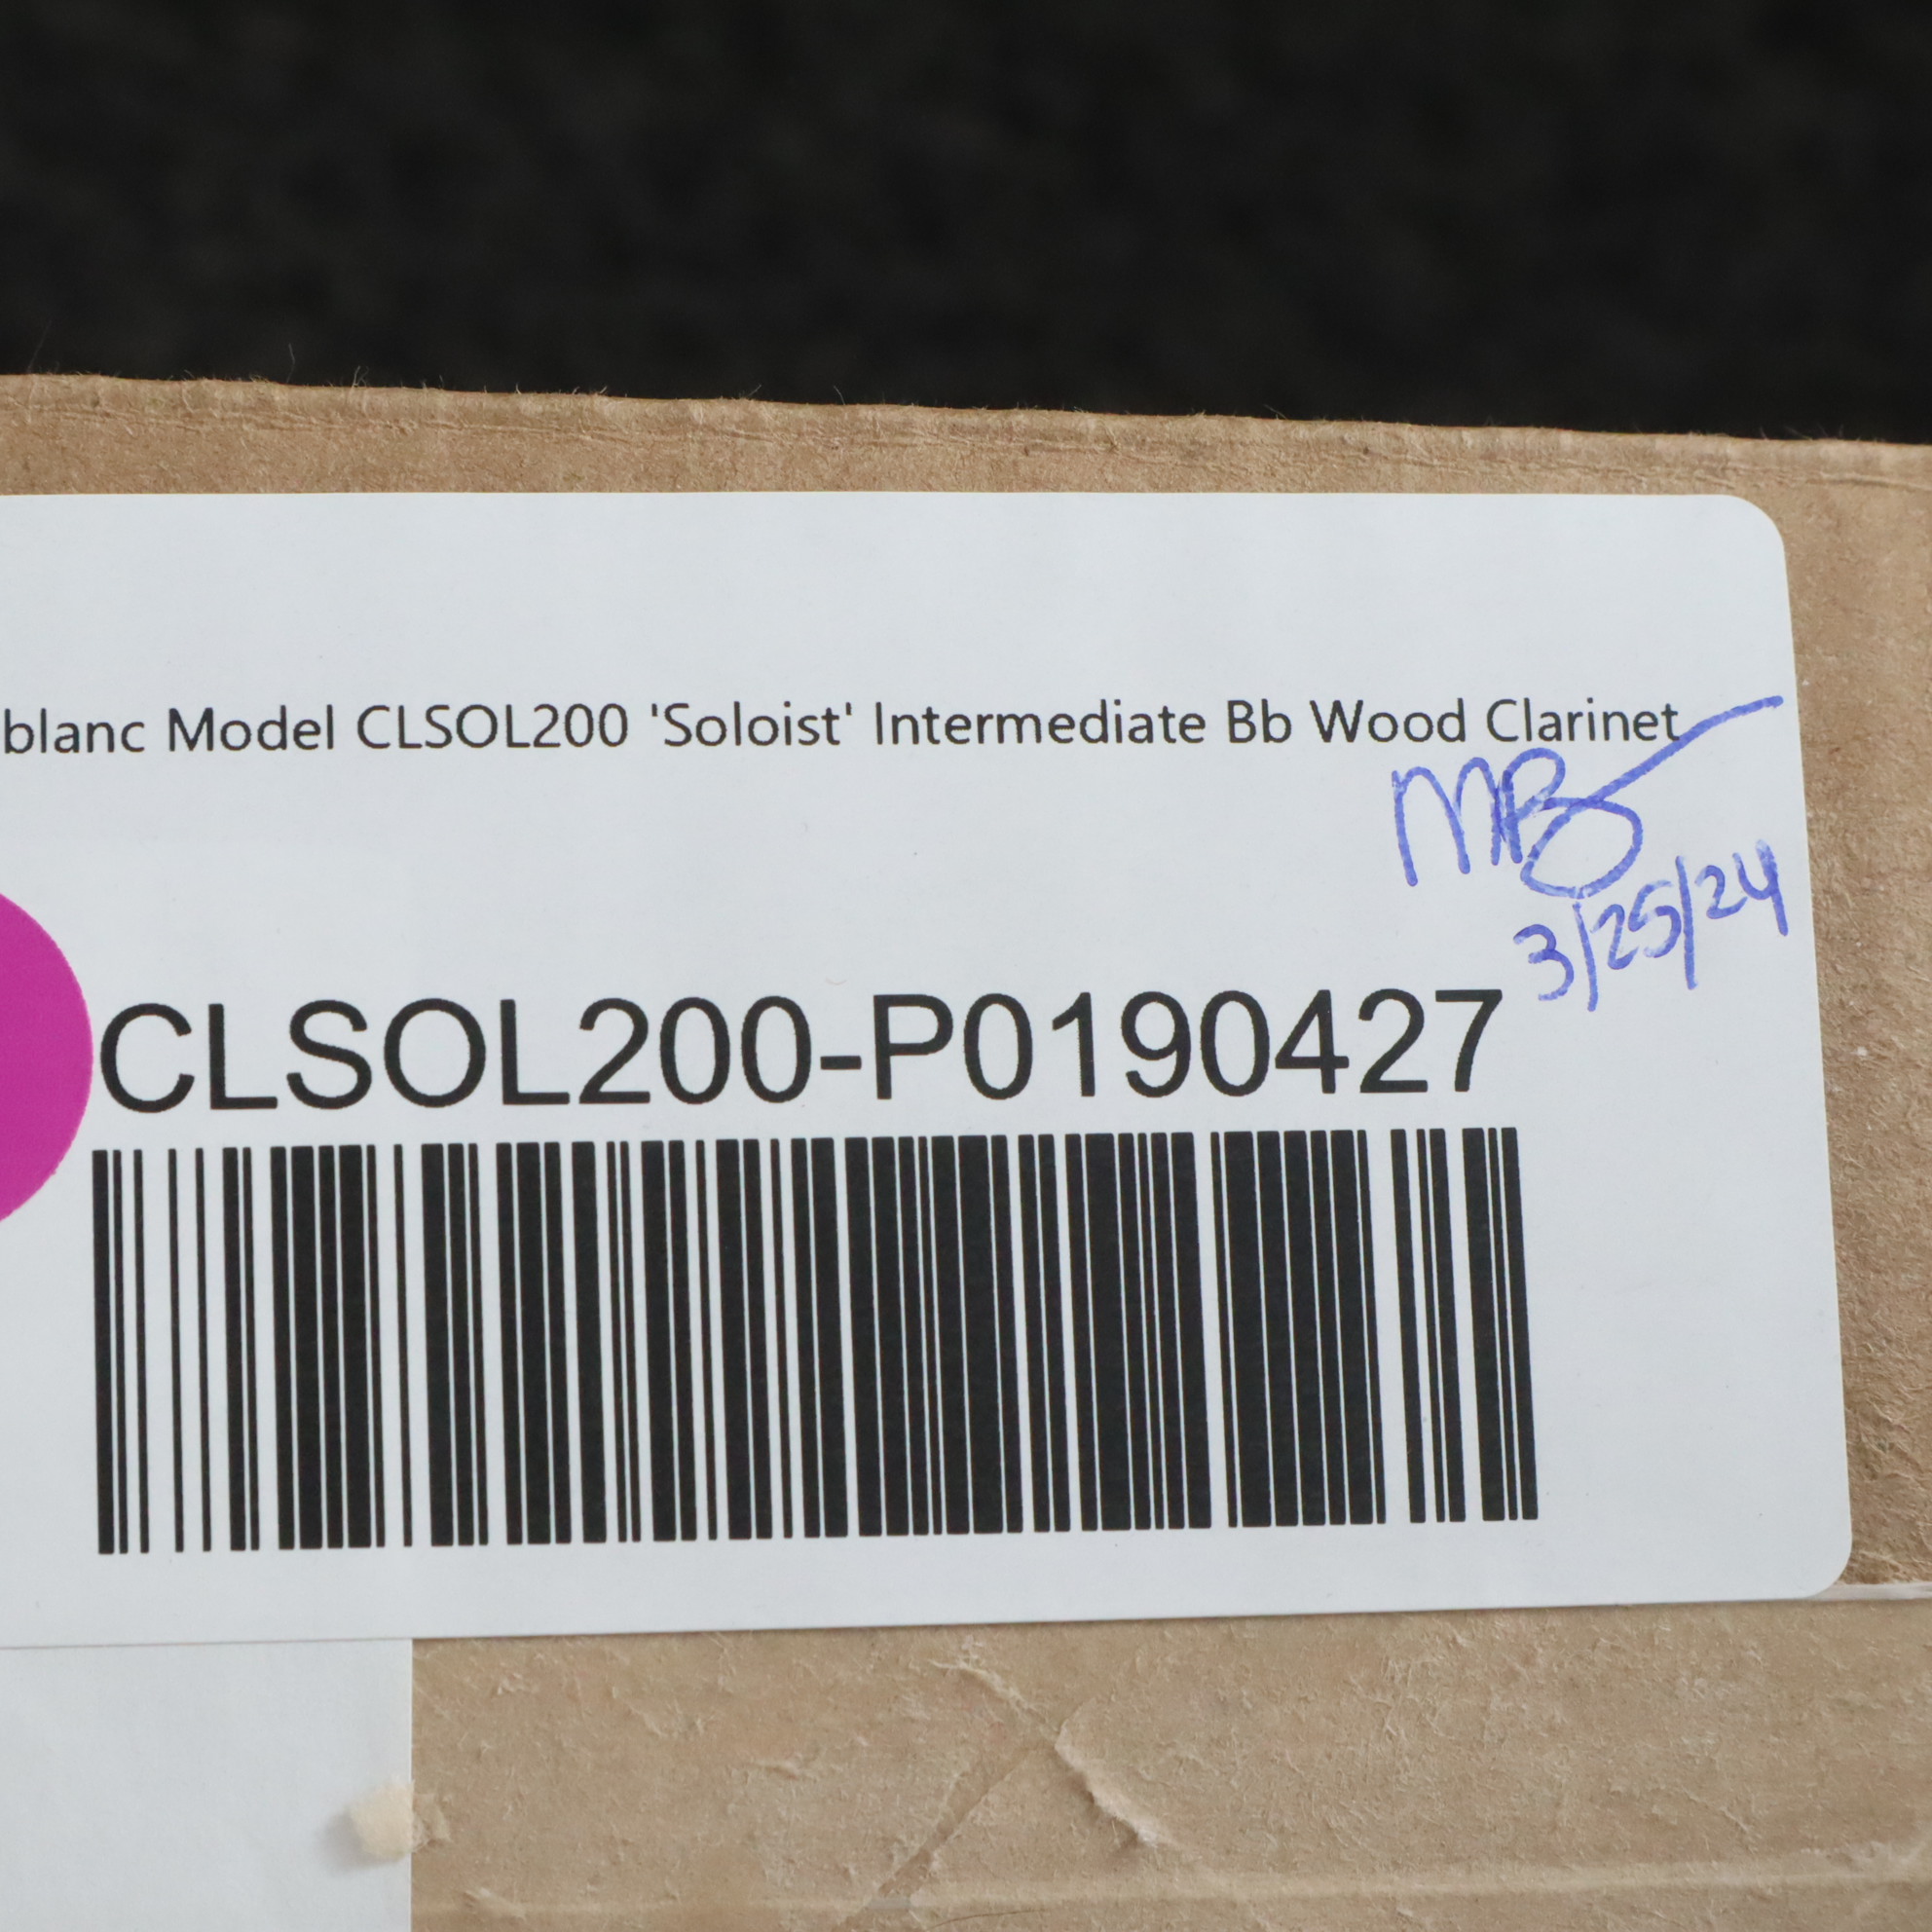 blanc Model CLSOL200 'Soloist' Intermediate Bb Wood Clarinet
MB
3/25/24
CLSOL200-P0190427